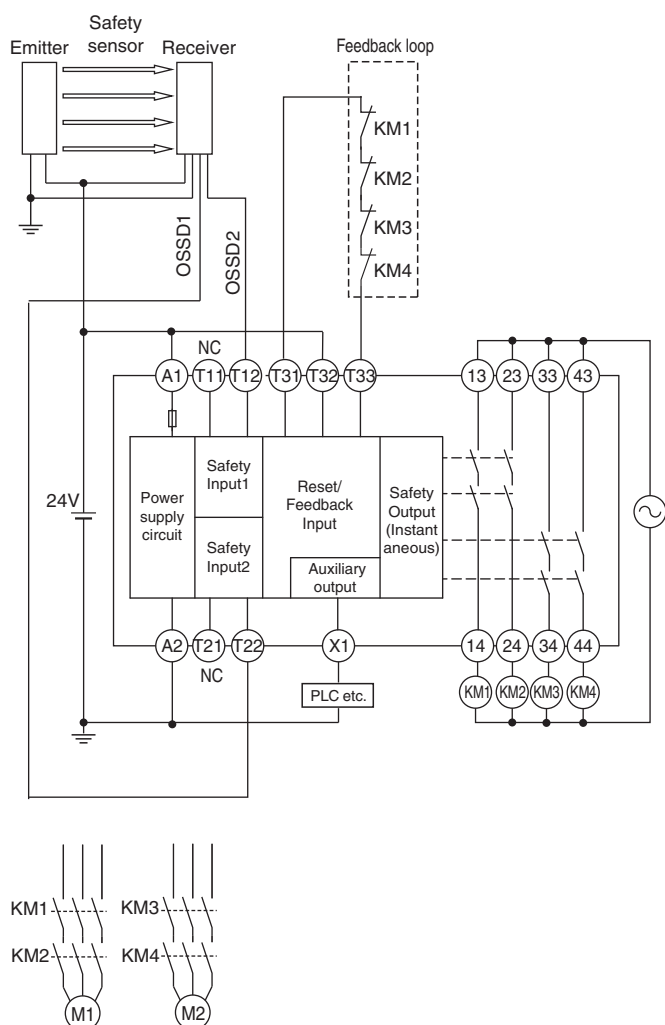 Safety
sensor
Emitter
Receiver
Feedback loop
KM1
KM2
KM3
KM4
OSSD1
OSSD2
NC
A1
T11
T12
T31
T32
T33
13
23
33
43
24V
Power
supply
circuit
Safety
Input1
Safety
Input2
Reset/
Feedback
Input
Auxiliary
output
Safety
Output
(Instant
aneous)
A2
T21
T22
X1
14
24
34
44
NC
PLC etc.
KM1
KM2
KM3
KM4
KM1
KM2
M1
KM3
KM4
M2